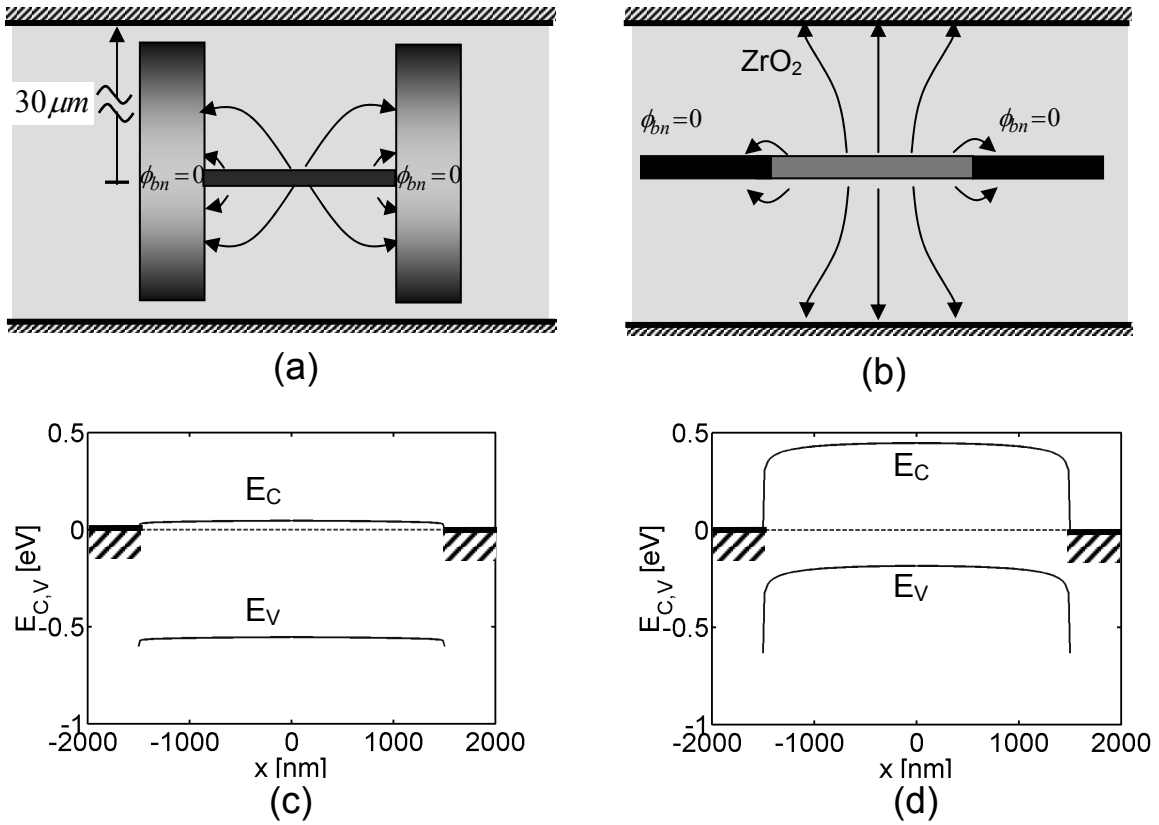 30 μm
ϕbn=0
ϕbn=0
(a)
ZrO2
ϕbn=0
ϕbn=0
(b)
0.5
0
-0.5
-1
EC,V [eV]
EC
EV
-2000 -1000 0 1000 2000
x [nm]
(c)
0.5
0
-0.5
-1
EC,V [eV]
EC
EV
-2000 -1000 0 1000 2000
x [nm]
(d)